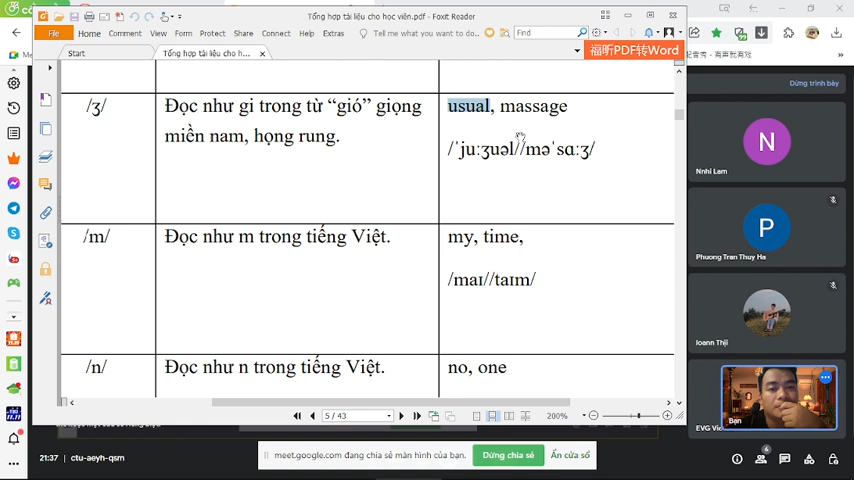 Tổng hợp tài liệu cho học viên.pdf - Foxit Reader
File Home Comment View Form Protect Share Connect Help Extras Tell me what you want to do... Find
Start Tổng hợp tài liệu cho h... 福昕PDF转Word
Dừng trình bày
/ʒ/ Đọc như gi trong từ “gió” giọng usual, massage
miền nam, họng rung. /ˈjuːʒuəl//məˈsɑːʒ/
N
Nnhi Lam
P
Phuong Tran Thuy Ha
/m/ Đọc như m trong tiếng Việt. my, time,
/maɪ//taɪm/
Ioann Thịi
/n/ Đọc như n trong tiếng Việt. no, one
Bạn
EVG Vie
5 / 43 200%
21:37 ctu-aeyh-qsm
meet.google.com đang chia sẻ màn hình của bạn. Dừng chia sẻ Ẩn cửa sổ
6